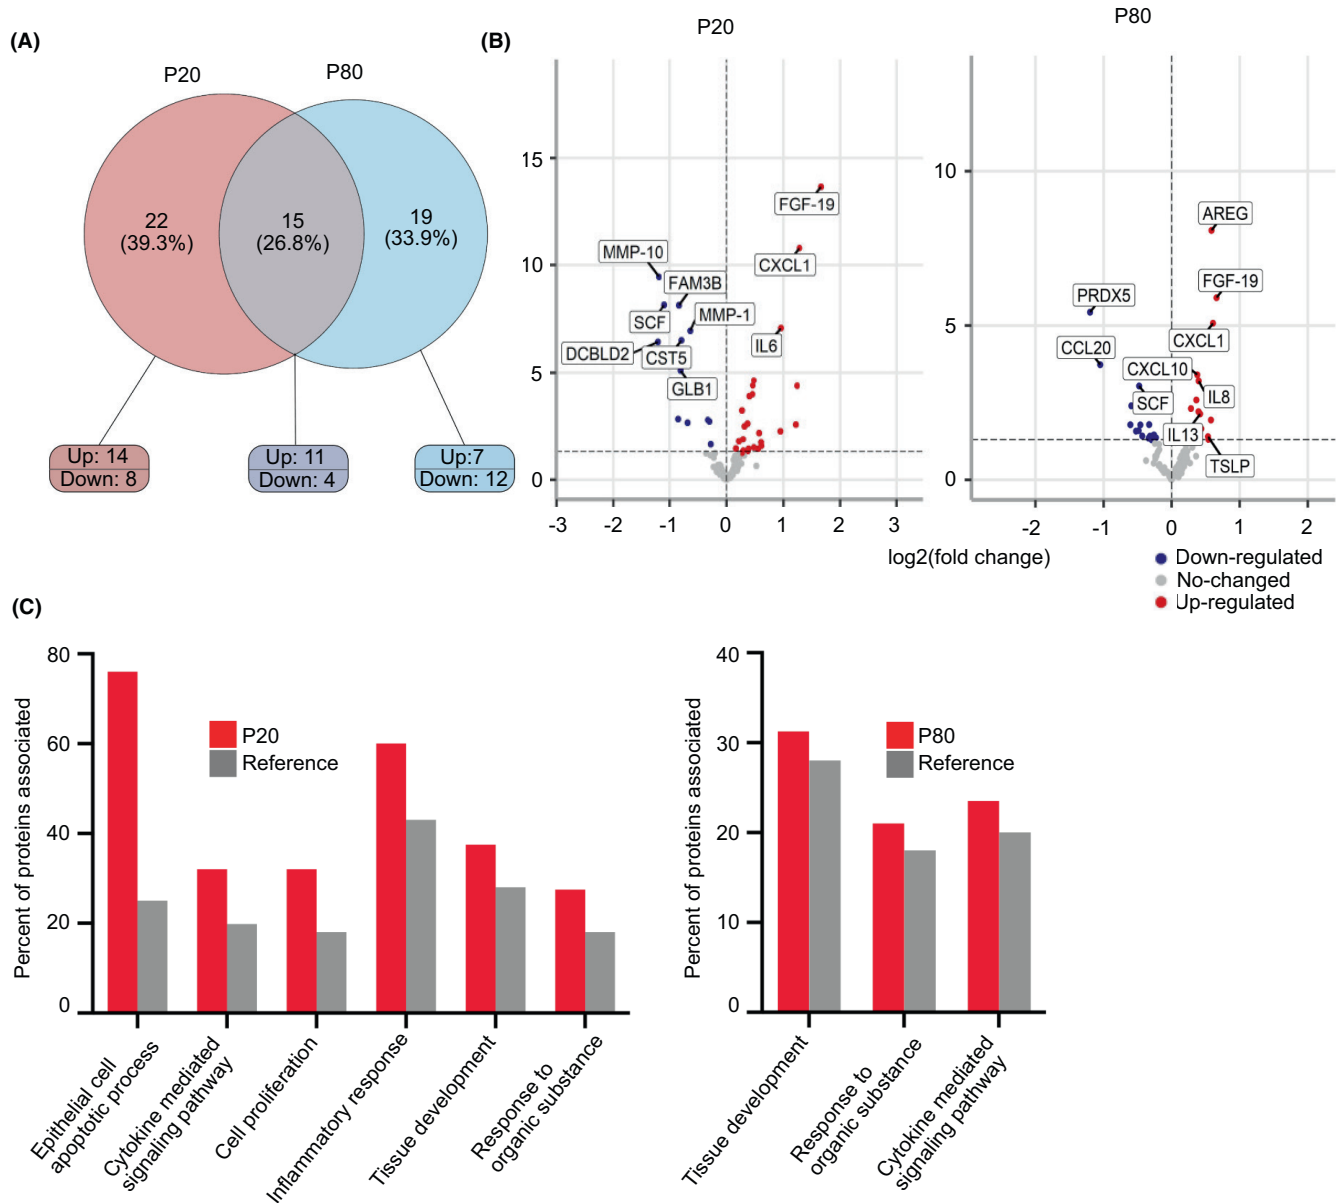 (A)
P20
P80
22
(39.3%)
15
(26.8%)
19
(33.9%)
Up: 14
Down: 8
Up: 11
Down: 4
Up:7
Down: 12
(B)
P20
15
10
5
0
-3
-2
-1
0
1
2
3
FGF-19
CXCL1
IL6
MMP-10
FAM3B
SCF
MMP-1
DCBLD2
CST5
GLB1
P80
10
5
0
-2
-1
0
1
2
AREG
FGF-19
PRDX5
CXCL1
CCL20
CXCL10
SCF
IL8
IL13
TSLP
log2(fold change)
Down-regulated
No-changed
Up-regulated
(C)
Percent of proteins associated
80
60
40
20
0
P20
Reference
Epithelial cell
apoptotic process
Cytokine mediated
signaling pathway
Cell proliferation
Inflammatory response
Tissue development
Response to
organic substance
Percent of proteins associated
40
30
20
10
0
P80
Reference
Tissue development
Response to
organic substance
Cytokine mediated
signaling pathway